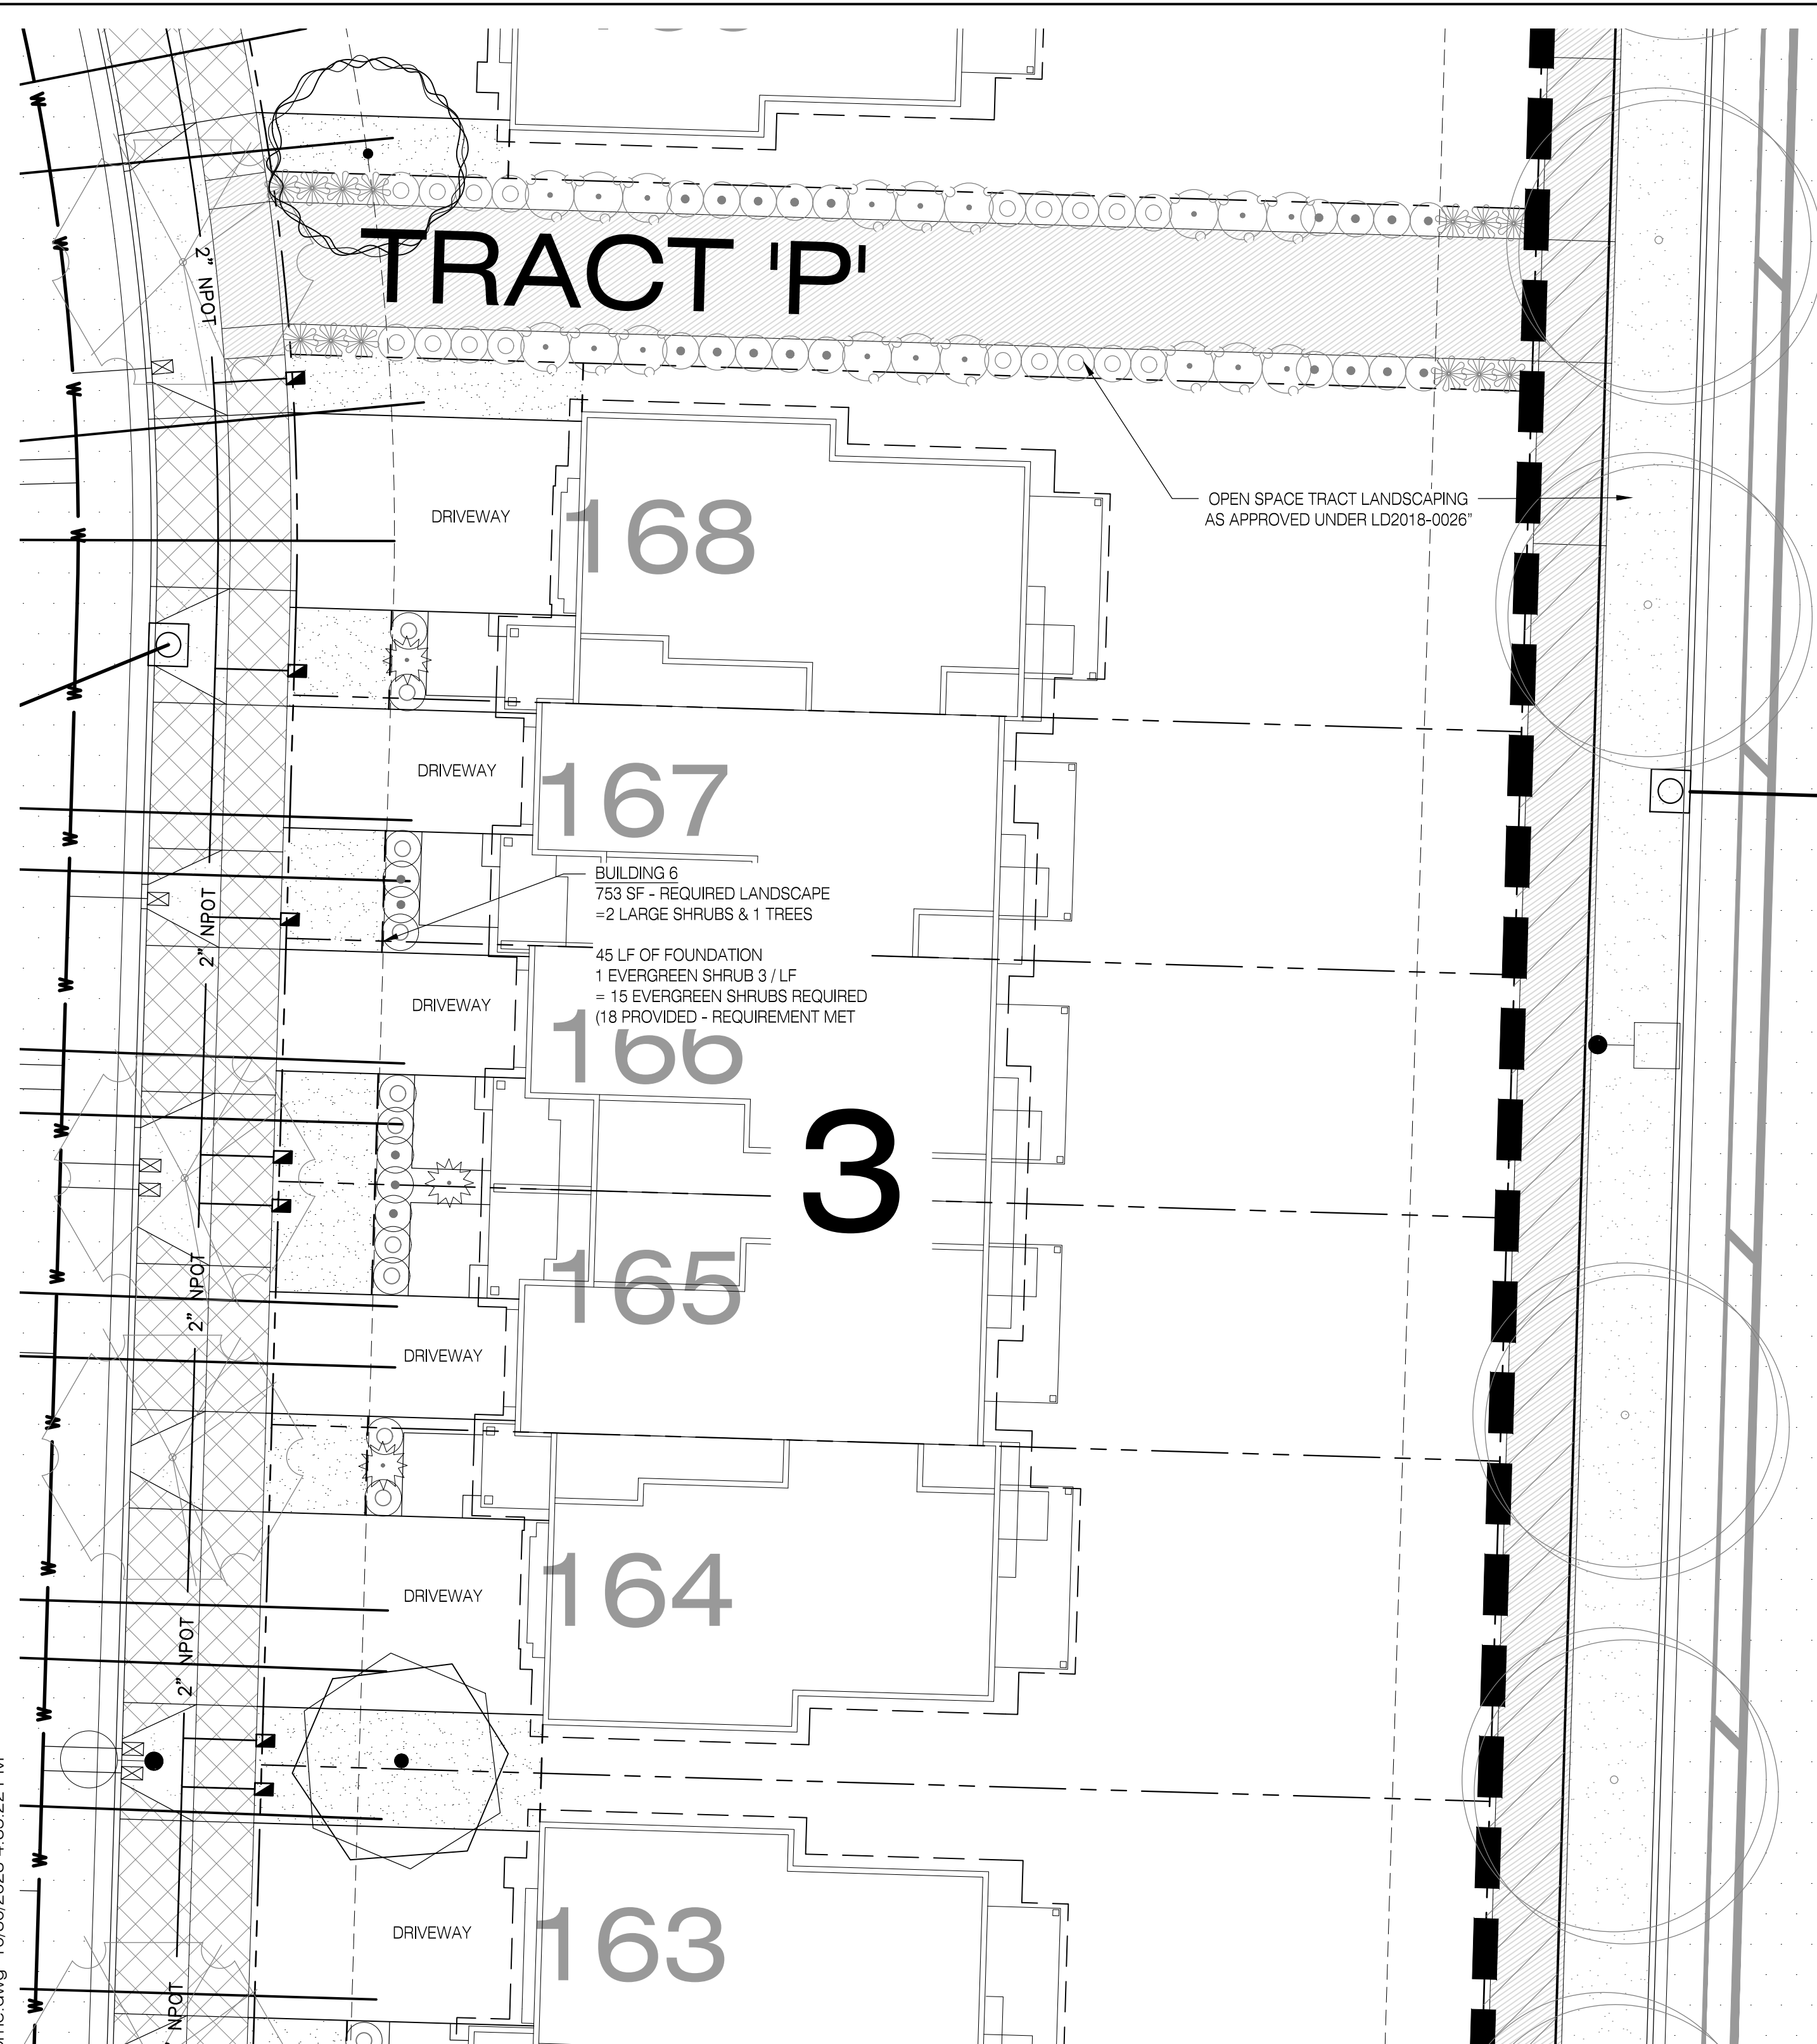 TRACT 'P'
2" NPOT
DRIVEWAY
168
OPEN SPACE TRACT LANDSCAPING
AS APPROVED UNDER LD2018-0026"
DRIVEWAY
167
BUILDING 6
753 SF - REQUIRED LANDSCAPE
=2 LARGE SHRUBS & 1 TREES
45 LF OF FOUNDATION
1 EVERGREEN SHRUB 3 / LF
= 15 EVERGREEN SHRUBS REQUIRED
(18 PROVIDED - REQUIREMENT MET
2" NPOT
DRIVEWAY
166
3
165
2" NPOT
DRIVEWAY
DRIVEWAY
164
2" NPOT
DRIVEWAY
163
NPOT